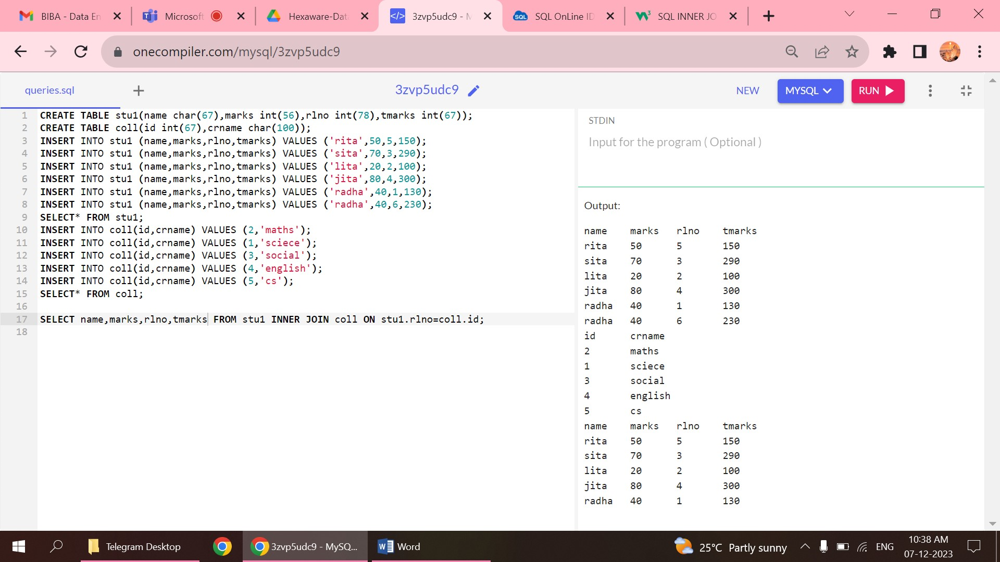 BIBA - Data En
Microsoft
Hexaware-Dat
3zvp5udc9 - M
SQL OnLine ID
SQL INNER JO
onecompiler.com/mysql/3zvp5udc9
queries.sql
3zvp5udc9
NEW
MYSQL
RUN
1 CREATE TABLE stu1(name char(67),marks int(56),rlno int(78),tmarks int(67));
2 CREATE TABLE coll(id int(67),crname char(100));
3 INSERT INTO stu1 (name,marks,rlno,tmarks) VALUES ('rita',50,5,150);
4 INSERT INTO stu1 (name,marks,rlno,tmarks) VALUES ('sita',70,3,290);
5 INSERT INTO stu1 (name,marks,rlno,tmarks) VALUES ('lita',20,2,100);
6 INSERT INTO stu1 (name,marks,rlno,tmarks) VALUES ('jita',80,4,300);
7 INSERT INTO stu1 (name,marks,rlno,tmarks) VALUES ('radha',40,1,130);
8 INSERT INTO stu1 (name,marks,rlno,tmarks) VALUES ('radha',40,6,230);
9 SELECT* FROM stu1;
10 INSERT INTO coll(id,crname) VALUES (2,'maths');
11 INSERT INTO coll(id,crname) VALUES (1,'sciece');
12 INSERT INTO coll(id,crname) VALUES (3,'social');
13 INSERT INTO coll(id,crname) VALUES (4,'english');
14 INSERT INTO coll(id,crname) VALUES (5,'cs');
15 SELECT* FROM coll;
16
17 SELECT name,marks,rlno,tmarks FROM stu1 INNER JOIN coll ON stu1.rlno=coll.id;
18
STDIN
Input for the program ( Optional )
Output:
name marks rlno tmarks
rita 50 5 150
sita 70 3 290
lita 20 2 100
jita 80 4 300
radha 40 1 130
radha 40 6 230
id crname
2 maths
1 sciece
3 social
4 english
5 cs
name marks rlno tmarks
rita 50 5 150
sita 70 3 290
lita 20 2 100
jita 80 4 300
radha 40 1 130
Telegram Desktop
3zvp5udc9 - MySQ...
Word
25°C Partly sunny
ENG
10:38 AM
07-12-2023